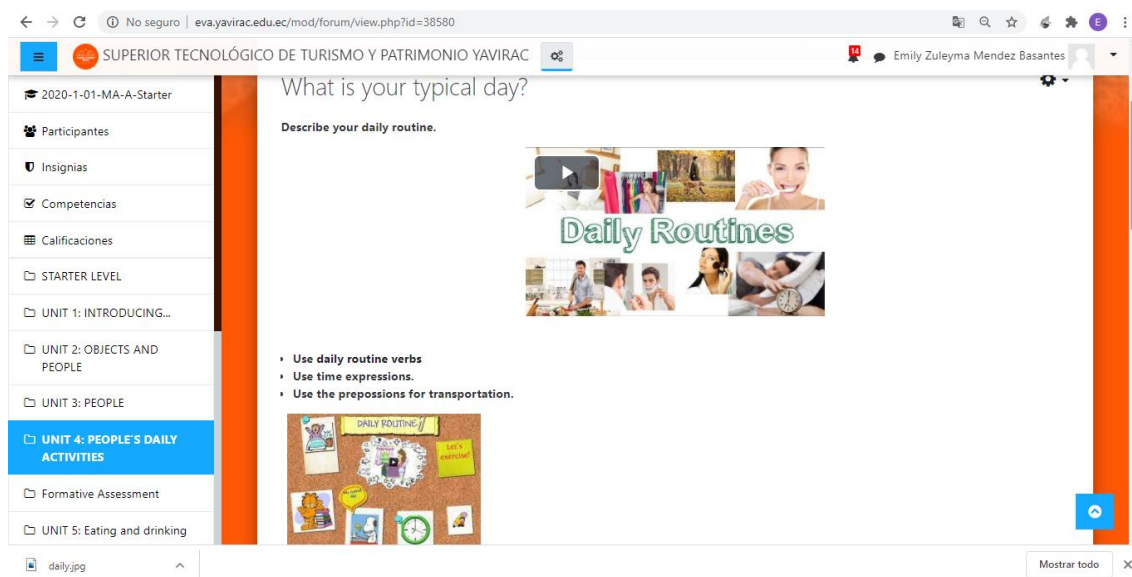 No seguro | eva.yavirac.edu.ec/mod/forum/view.php?id=38580
E
SUPERIOR TECNOLÓGICO DE TURISMO Y PATRIMONIO YAVIRAC
14
Emily Zuleyma Mendez Basantes
2020-1-01-MA-A-Starter
Participantes
Insignias
Competencias
Calificaciones
STARTER LEVEL
UNIT 1: INTRODUCING...
UNIT 2: OBJECTS AND
PEOPLE
UNIT 3: PEOPLE
UNIT 4: PEOPLE´S DAILY
ACTIVITIES
Formative Assessment
UNIT 5: Eating and drinking
What is your typical day?
Describe your daily routine.
Daily Routines
Use daily routine verbs
Use time expressions.
Use the prepossions for transportation.
DAILY ROUTINE
Let's
exercise!
daily.jpg
Mostrar todo